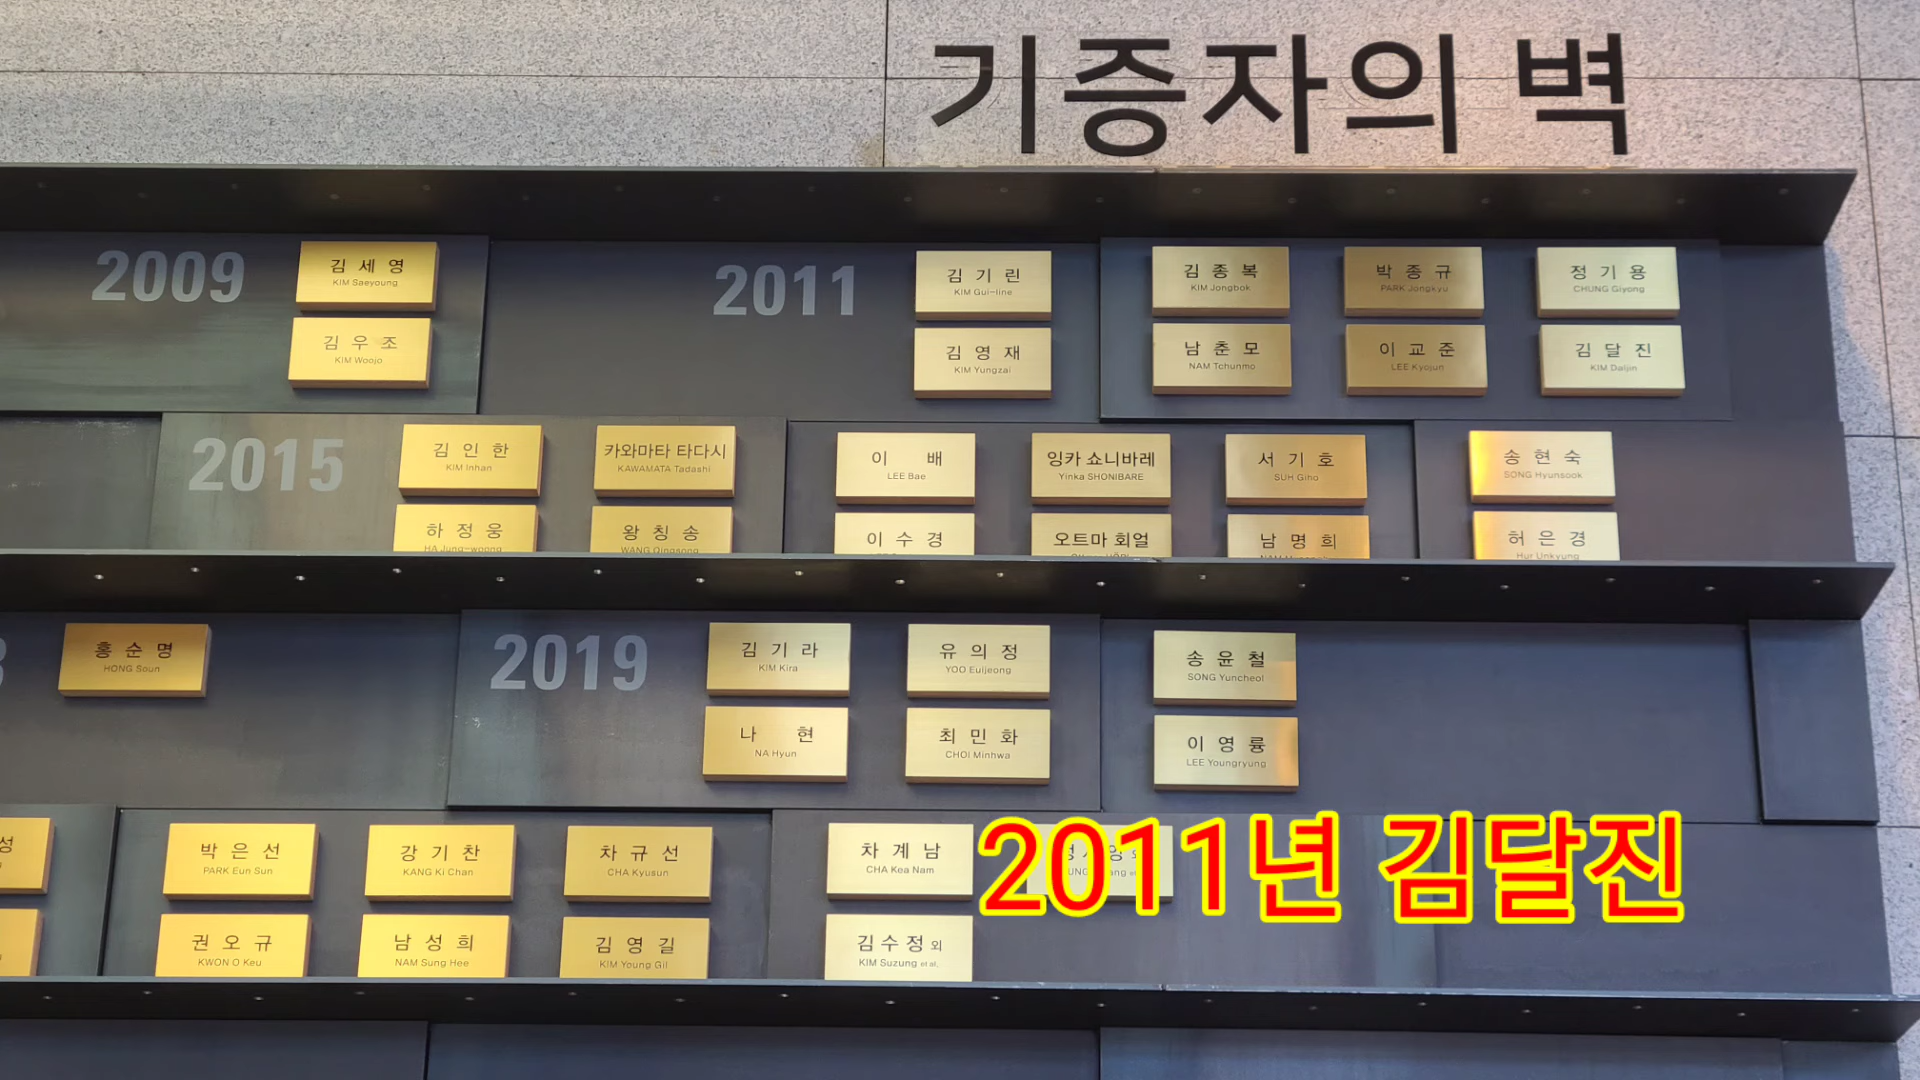 기증자의 벽
2009
김세영
KIM Saeyoung
김우조
KIM Woojo
2011
김기린
KIM Gui-line
김영재
KIM Yungzai
김종복
KIM Jongbok
남춘모
NAM Tchunmo
박종규
PARK Jongkyu
이교준
LEE Kyojun
정기용
CHUNG Giyong
김달진
KIM Daljin
2015
김인한
KIM Inhan
하정웅
HA Jung-woong
카와마타 타다시
KAWAMATA Tadashi
왕칭송
WANG Qingsong
이배
LEE Bae
이수경
잉카 쇼니바레
Yinka SHONIBARE
오트마 회얼
서기호
SUH Giho
남명희
송현숙
SONG Hyunsook
허은경
Hur Unkyung
홍순명
HONG Soun
2019
김기라
KIM Kira
나현
NA Hyun
유의정
YOO Euijeong
최민화
CHOI Minhwa
송윤철
SONG Yuncheol
이영륭
LEE Youngryung
성
박은선
PARK Eun Sun
권오규
KWON O Keu
강기찬
KANG Ki Chan
남성희
NAM Sung Hee
차규선
CHA Kyusun
김영길
KIM Young Gil
차계남
CHA Kea Nam
김수정 외
KIM Suzung et al.
2011년 김달진